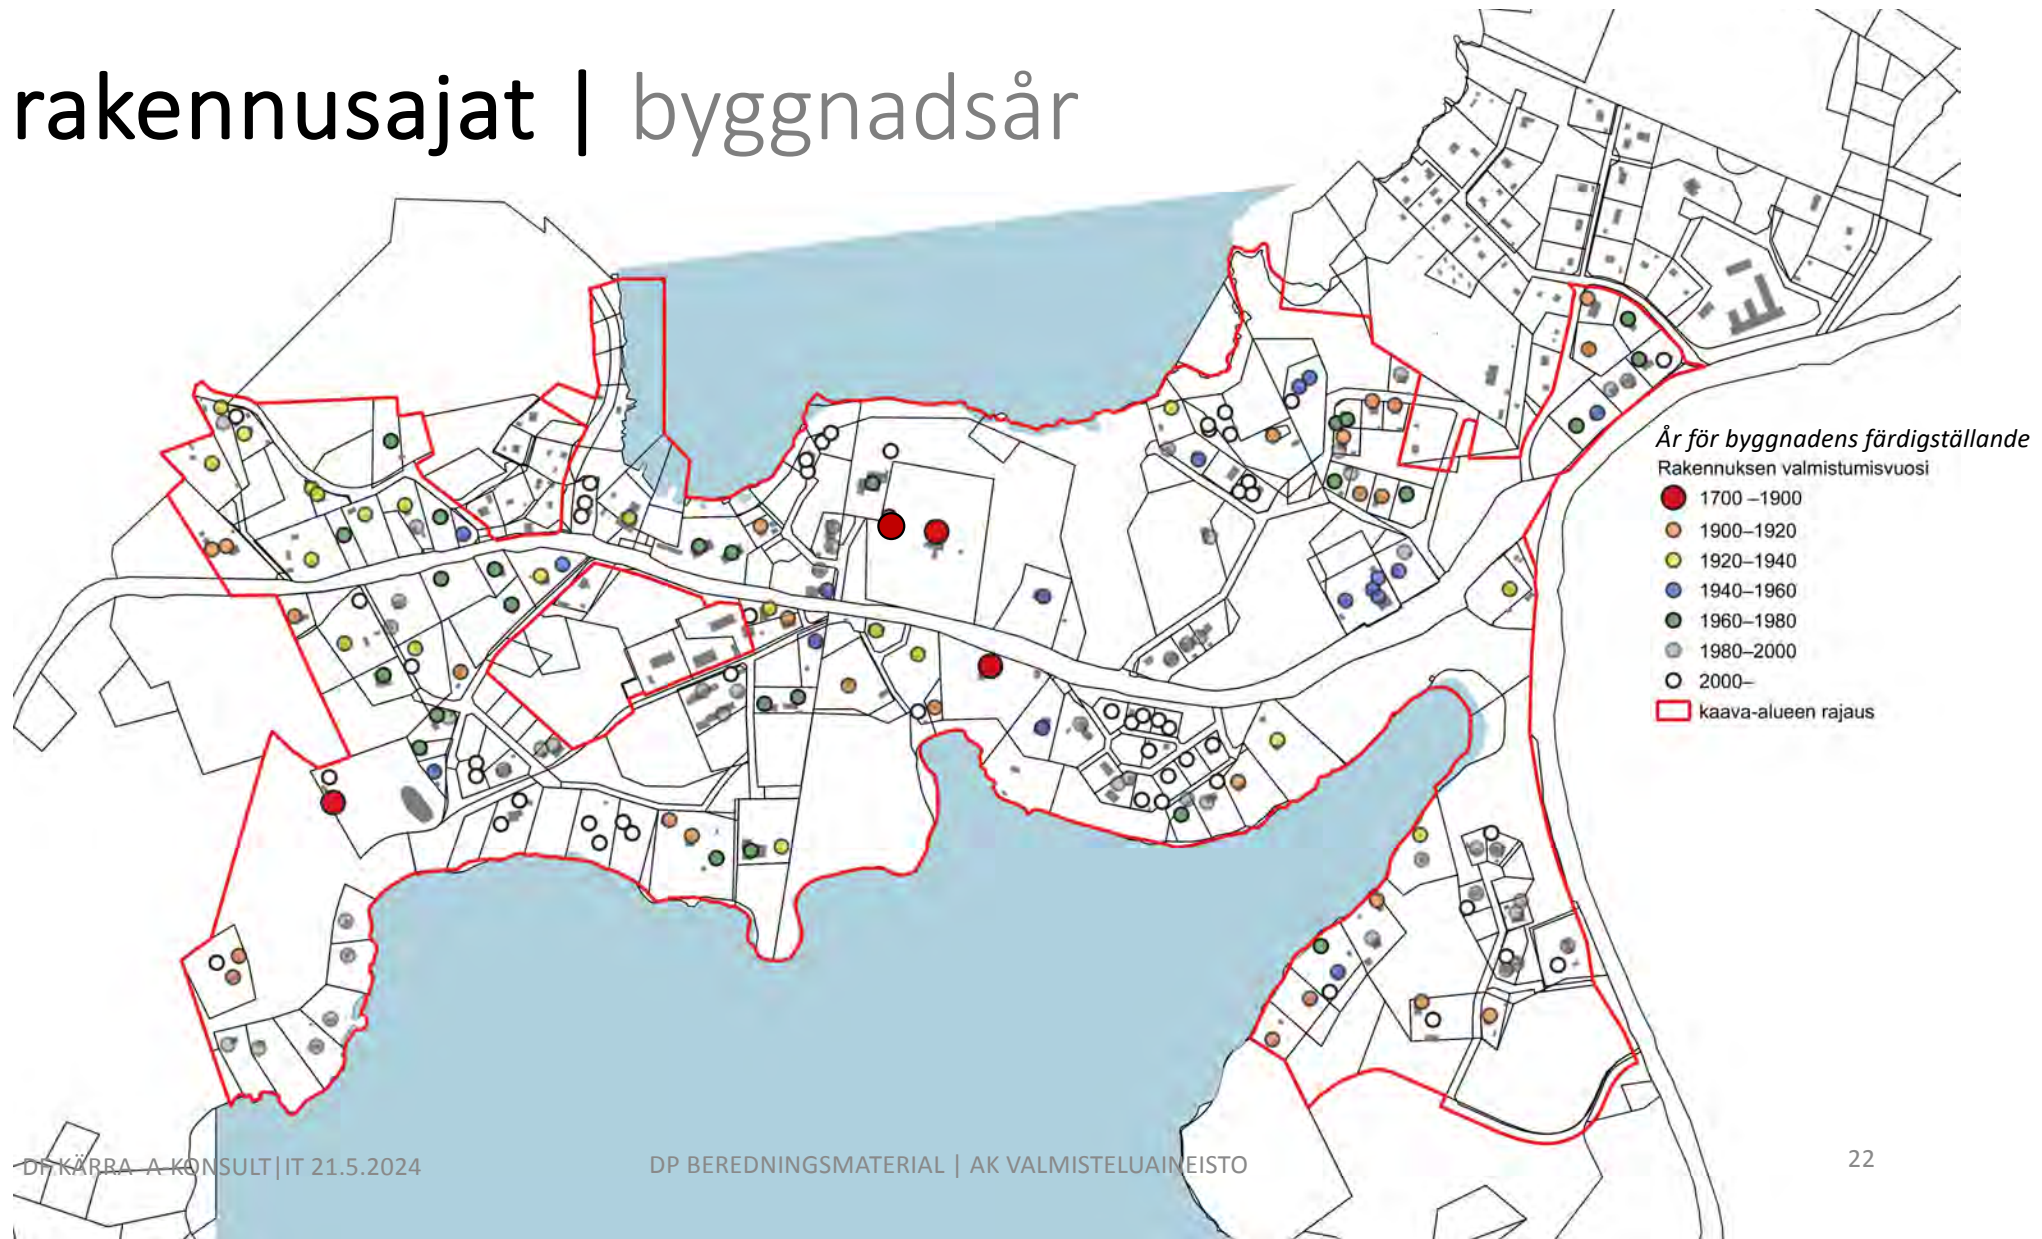 rakennusajat | byggnadsår
År för byggnadens färdigställande
Rakennuksen valmistumisvuosi
1700 –1900
1900–1920
1920–1940
1940–1960
1960–1980
1980–2000
2000–
kaava-alueen rajaus
DP KÄRRA A-KONSULT|IT 21.5.2024
DP BEREDNINGSMATERIAL | AK VALMISTELUAINEISTO
22